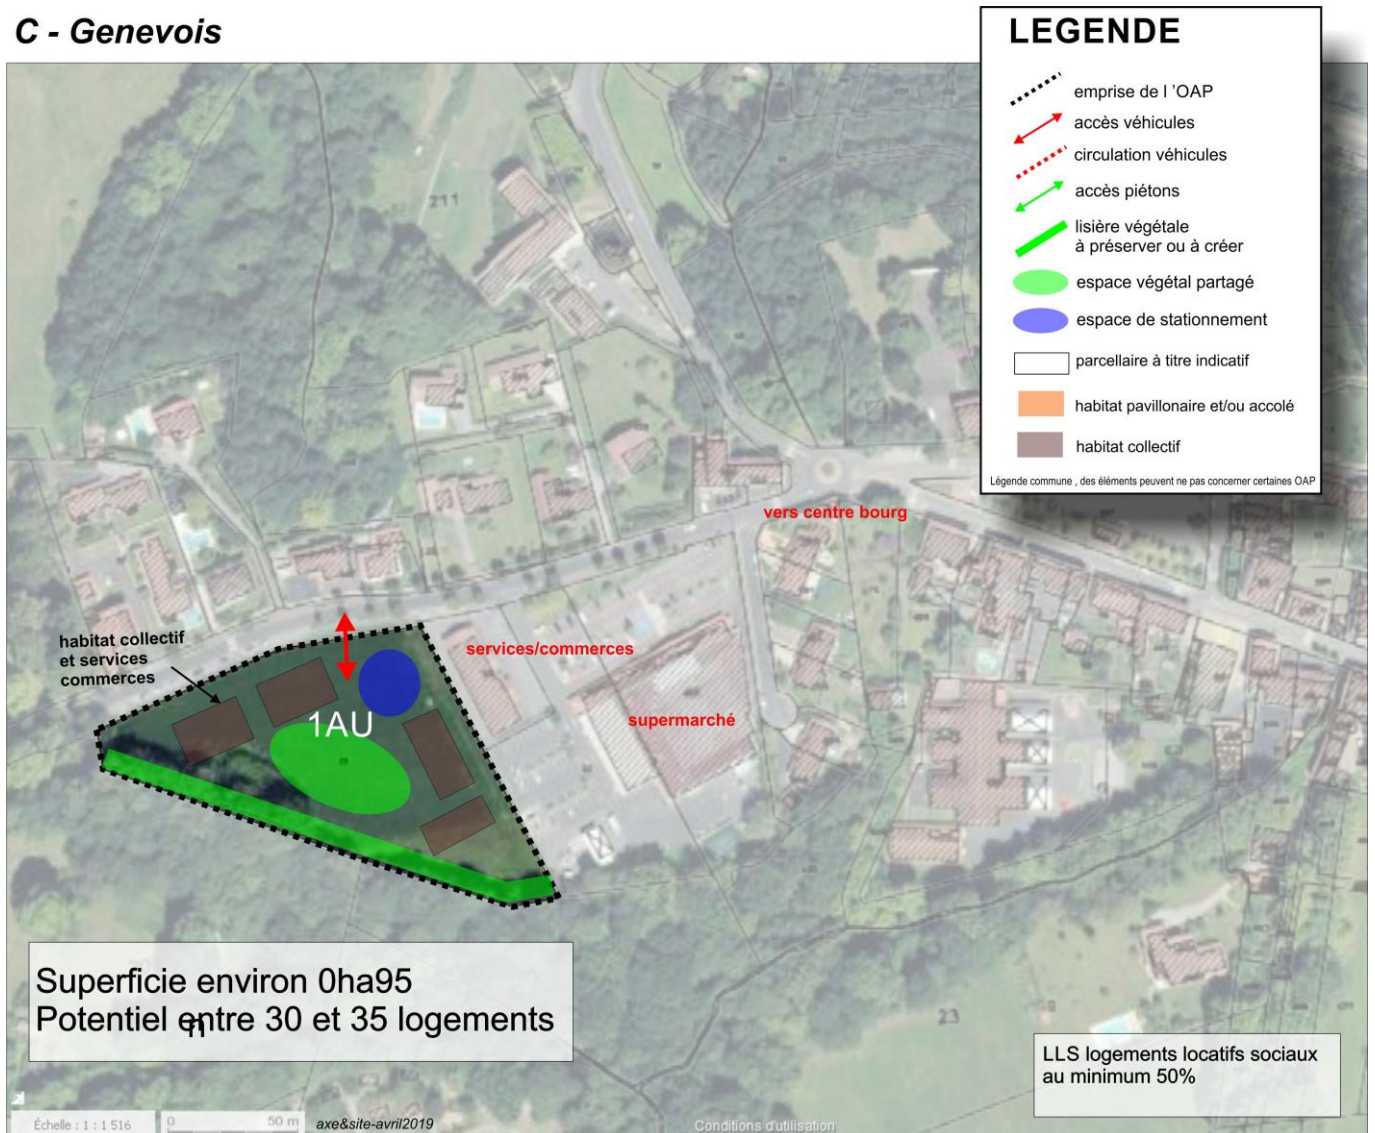 C - Genevois
LEGENDE
emprise de l 'OAP
accès véhicules
circulation véhicules
accès piétons
lisière végétale
à préserver ou à créer
espace végétal partagé
espace de stationnement
parcellaire à titre indicatif
habitat pavillonaire et/ou accolé
habitat collectif
Légende commune , des éléments peuvent ne pas concerner certaines OAP
211
vers centre bourg
habitat collectif
et services
commerces
services/commerces
supermarché
1AU
Superficie environ 0ha95
Potentiel entre 30 et 35 logements
n
23
LLS logements locatifs sociaux
au minimum 50%
Échelle : 1 : 1 516
0 50 m
axe&site-avril2019
Conditions d'utilisation